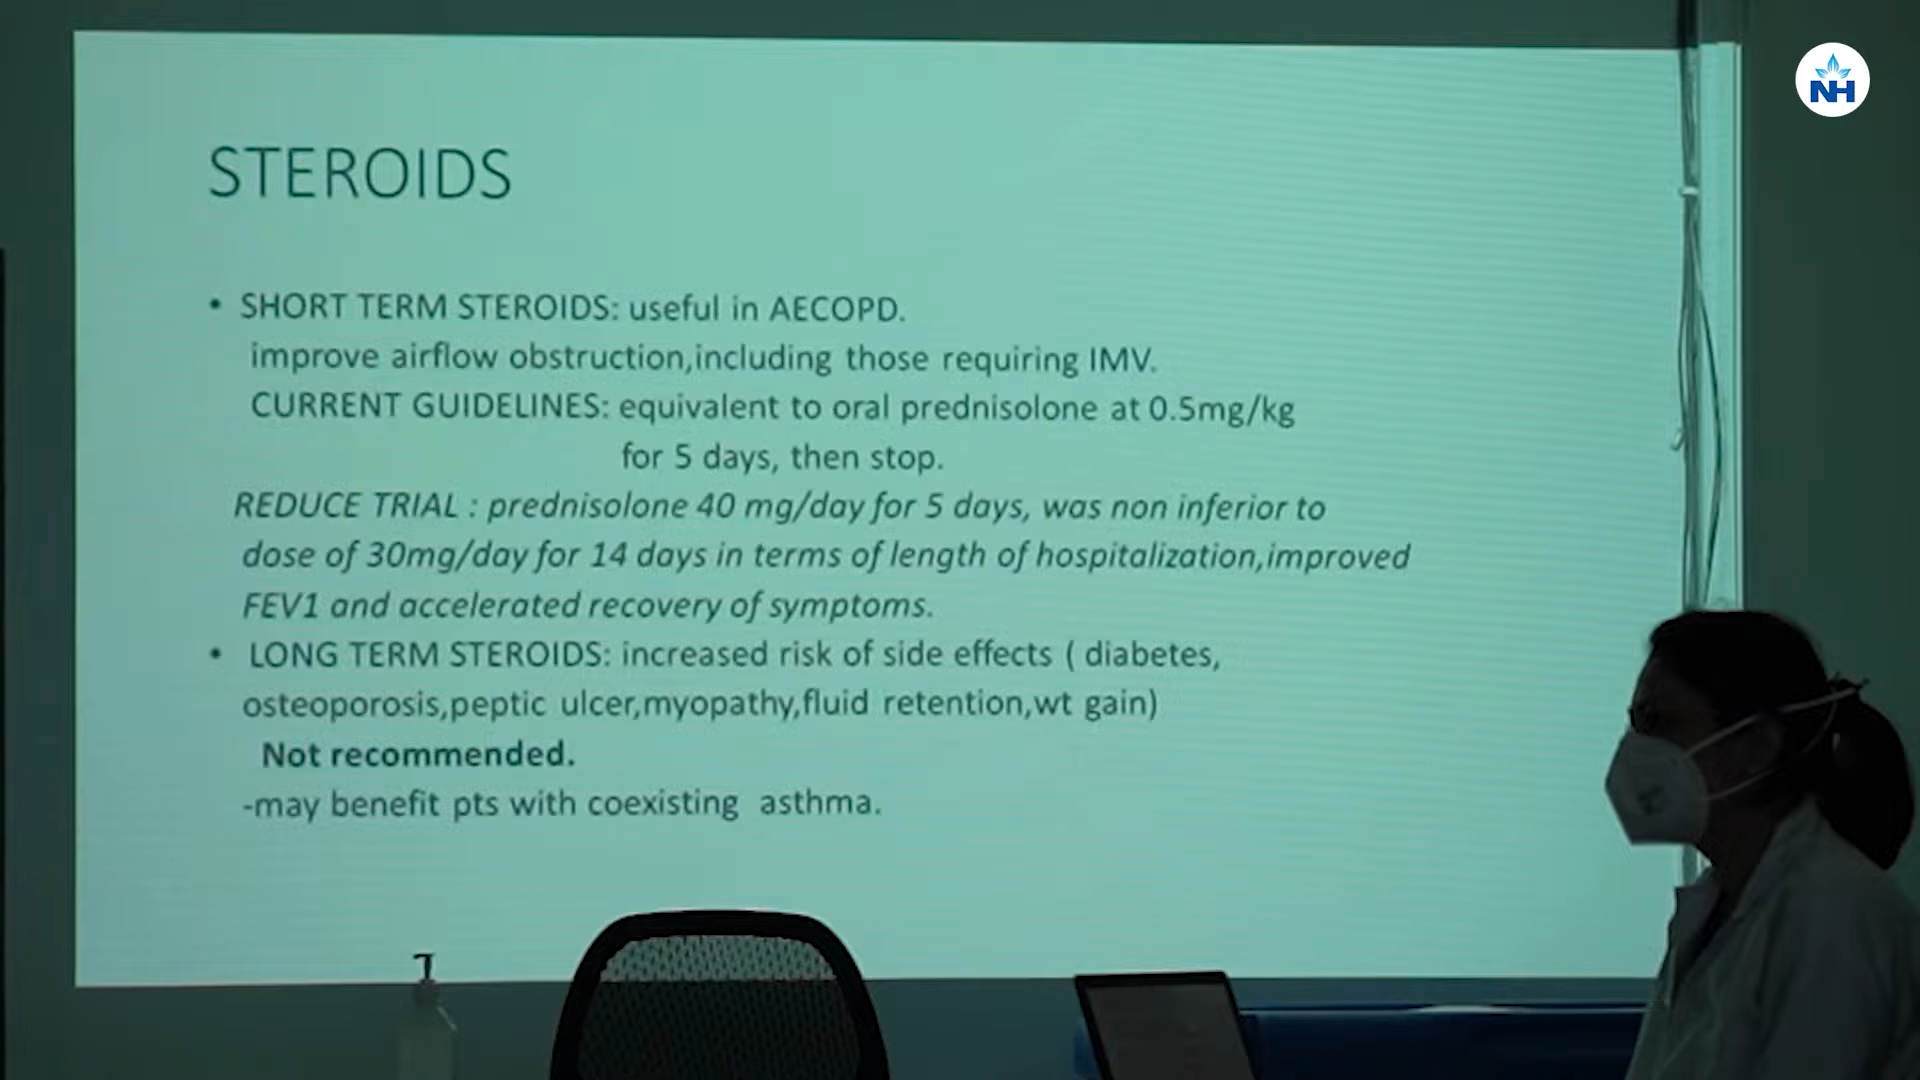 NH
STEROIDS
• SHORT TERM STEROIDS: useful in AECOPD.
improve airflow obstruction,including those requiring IMV.
CURRENT GUIDELINES: equivalent to oral prednisolone at 0.5mg/kg
for 5 days, then stop.
REDUCE TRIAL : prednisolone 40 mg/day for 5 days, was non inferior to
dose of 30mg/day for 14 days in terms of length of hospitalization,improved
FEV1 and accelerated recovery of symptoms.
• LONG TERM STEROIDS: increased risk of side effects ( diabetes,
osteoporosis,peptic ulcer,myopathy,fluid retention,wt gain)
Not recommended.
-may benefit pts with coexisting asthma.